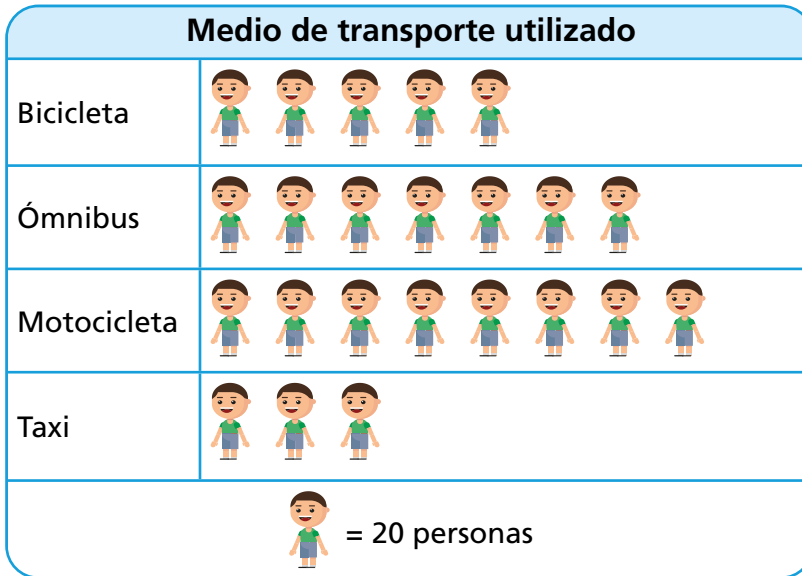 Medio de transporte utilizado
Bicicleta
Ómnibus
Motocicleta
Taxi
= 20 personas